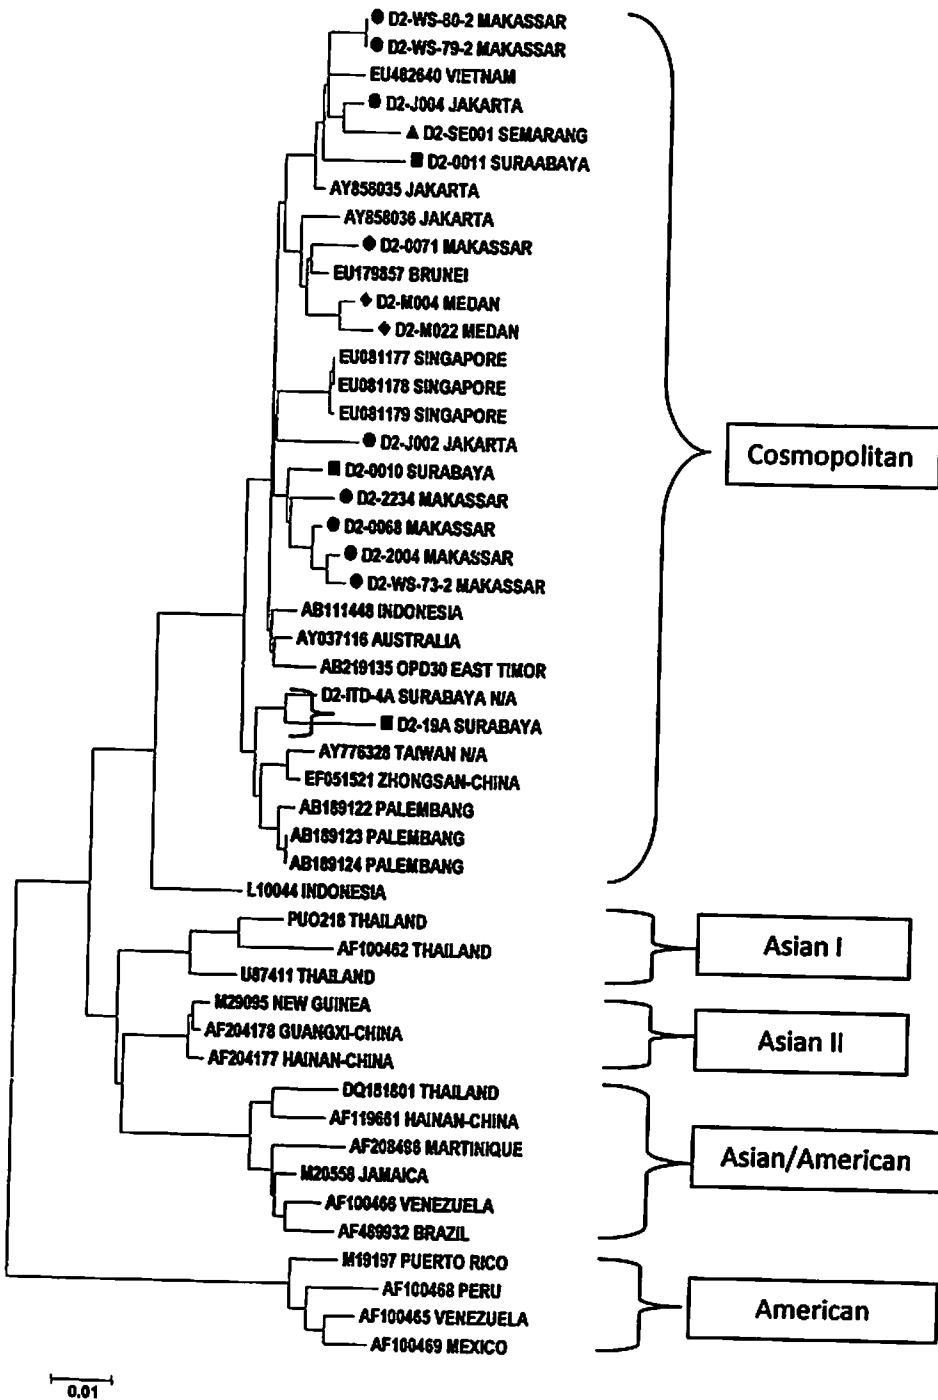 D2-WS-80-2 MAKASSAR
D2-WS-79-2 MAKASSAR
EU482640 VIETNAM
D2-J004 JAKARTA
D2-SE001 SEMARANG
D2-0011 SURAABAYA
AY858035 JAKARTA
AY858036 JAKARTA
D2-0071 MAKASSAR
EU179857 BRUNEI
D2-M004 MEDAN
D2-M022 MEDAN
EU081177 SINGAPORE
EU081178 SINGAPORE
EU081179 SINGAPORE
D2-J002 JAKARTA
Cosmopolitan
D2-0010 SURABAYA
D2-2234 MAKASSAR
D2-0068 MAKASSAR
D2-2004 MAKASSAR
D2-WS-73-2 MAKASSAR
AB111448 INDONESIA
AY037116 AUSTRALIA
AB219135 OPD30 EAST TIMOR
D2-ITD-4A SURABAYA N/A
D2-19A SURABAYA
AY776328 TAIWAN N/A
EF051521 ZHONGSAN-CHINA
AB189122 PALEMBANG
AB189123 PALEMBANG
AB189124 PALEMBANG
L10044 INDONESIA
PUO218 THAILAND
AF100462 THAILAND
Asian I
U87411 THAILAND
M29095 NEW GUINEA
AF204178 GUANGXI-CHINA
Asian II
AF204177 HAINAN-CHINA
DQ181801 THAILAND
AF119661 HAINAN-CHINA
AF208496 MARTINIQUE
Asian/American
M20558 JAMAICA
AF100466 VENEZUELA
AF489932 BRAZIL
M19197 PUERTO RICO
AF100468 PERU
American
AF100465 VENEZUELA
AF100469 MEXICO
0.01